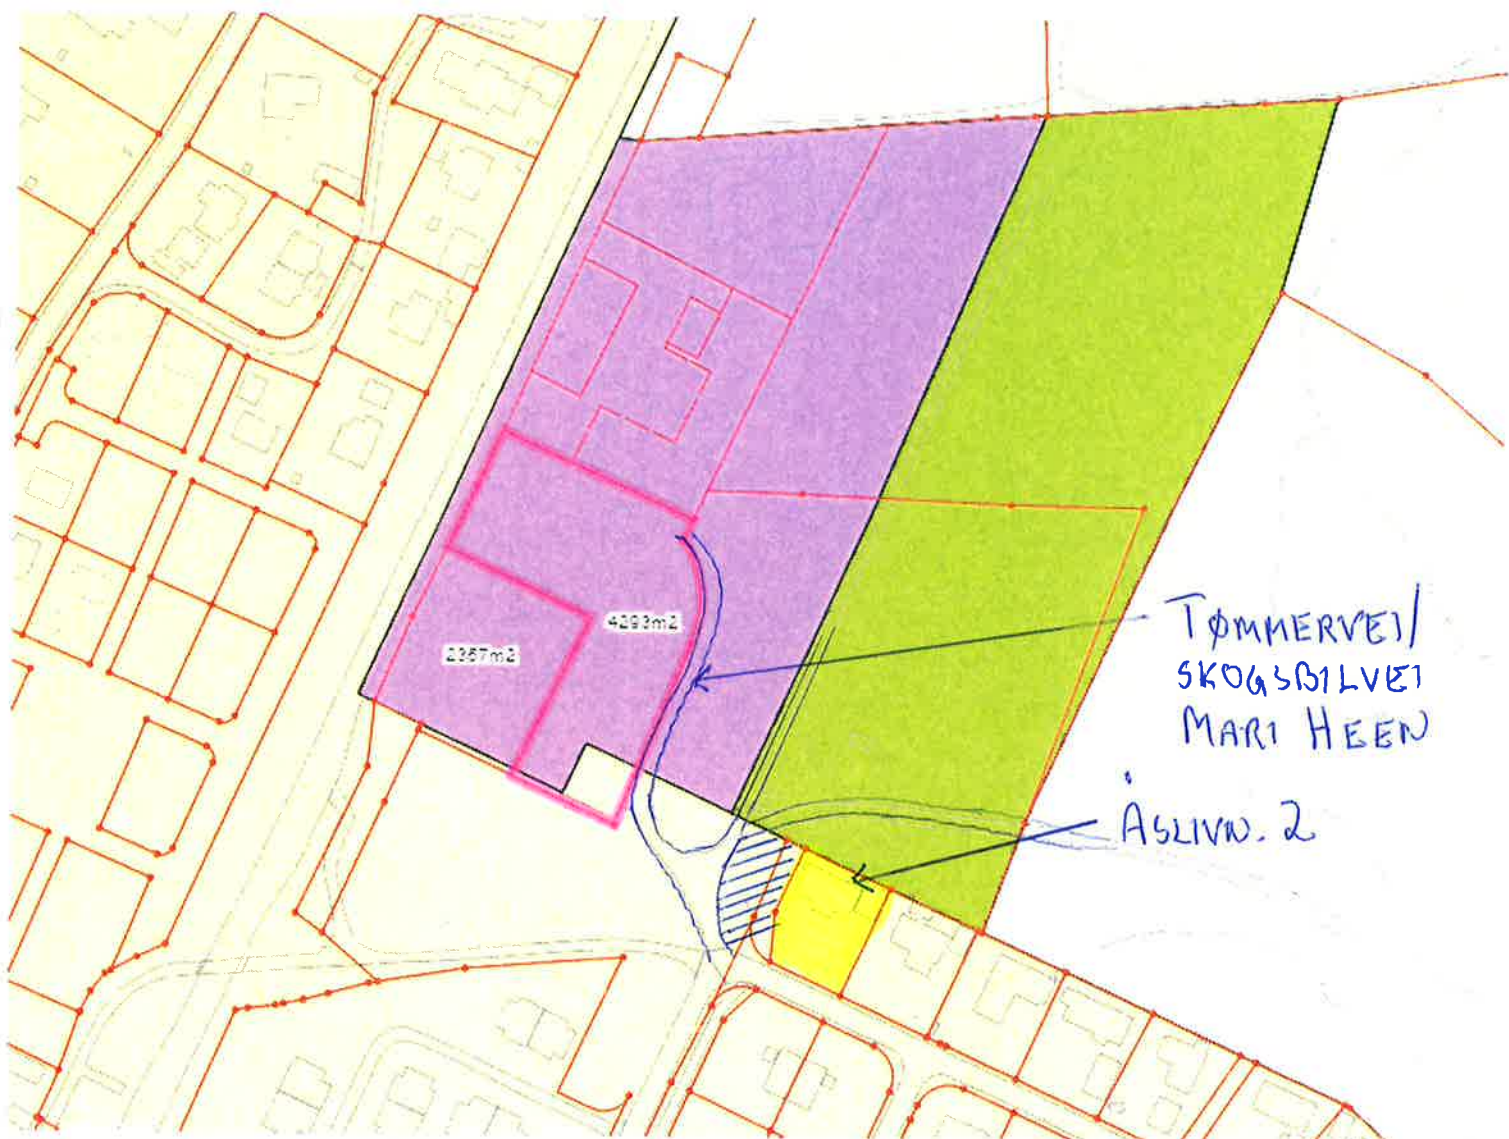 4293m2
2367m2
TØMMERVEI/
SKOGSBILVEI
MARI HEEN
ÅSLIVN. 2